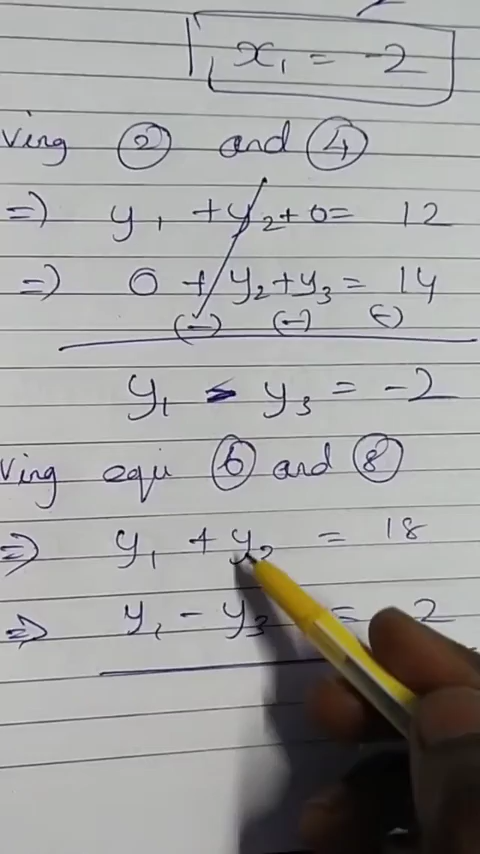 x₁ = -2
ving ② and ④
=) y₁ + y₂ + 0 = 12
=) 0 + y₂ + y₃ = 14
(-) (-) (-)
y₁ - y₃ = -2
ving equ ⑥ and ⑧
=) y₁ + y₂ = 18
=) y₁ - y₃ = 2